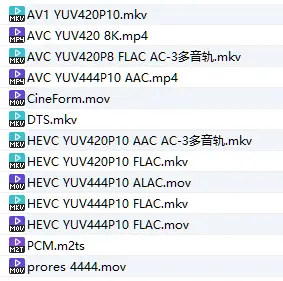 AV1 YUV420P10.mkv
AVC YUV420 8K.mp4
AVC YUV420P8 FLAC AC-3多音轨.mkv
AVC YUV444P10 AAC.mp4
CineForm.mov
DTS.mkv
HEVC YUV420P10 AAC AC-3多音轨.mkv
HEVC YUV420P10 FLAC.mkv
HEVC YUV444P10 ALAC.mov
HEVC YUV444P10 FLAC.mkv
HEVC YUV444P10 FLAC.mov
PCM.m2ts
prores 4444.mov